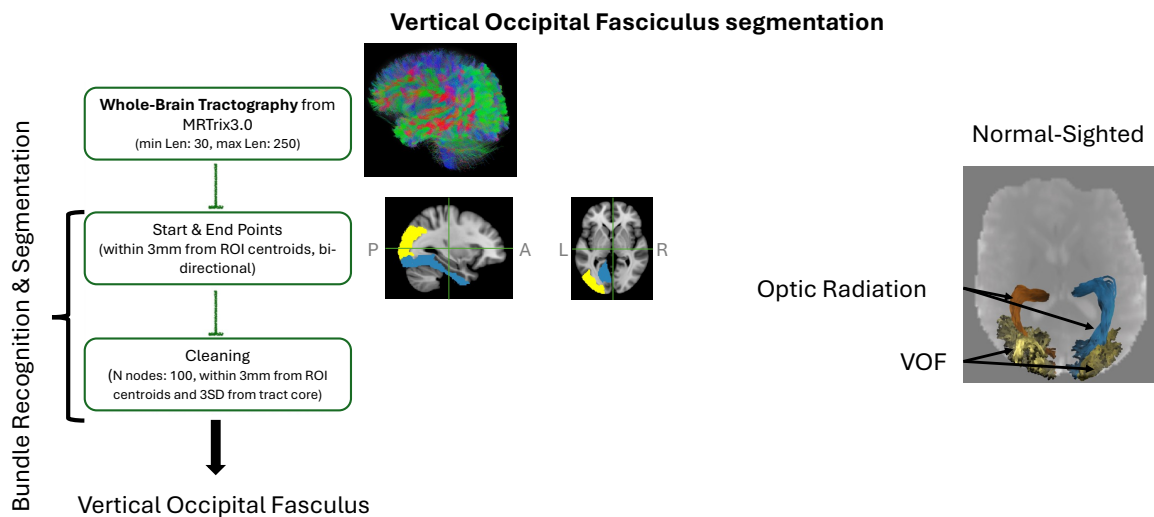 Vertical Occipital Fasciculus segmentation
Bundle Recognition & Segmentation
Whole-Brain Tractography from
MRTrix3.0
(min Len: 30, max Len: 250)
Start & End Points
(within 3mm from ROI centroids, bi-
directional)
P
A
L
R
Cleaning
(N nodes: 100, within 3mm from ROI
centroids and 3SD from tract core)
Vertical Occipital Fasculus
Normal-Sighted
Optic Radiation
VOF